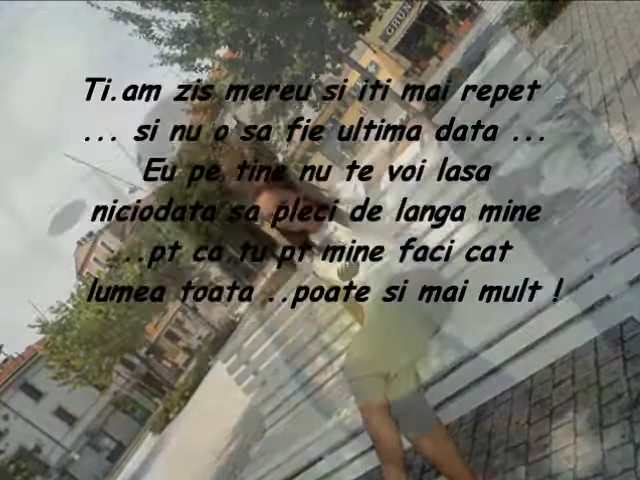 CHUN
Ti.am zis mereu si iti mai repet
... si nu o sa fie ultima data ...
Eu pe tine nu te voi lasa
niciodata sa pleci de langa mine
..pt ca tu pt mine faci cat
lumea toata ..poate si mai mult !